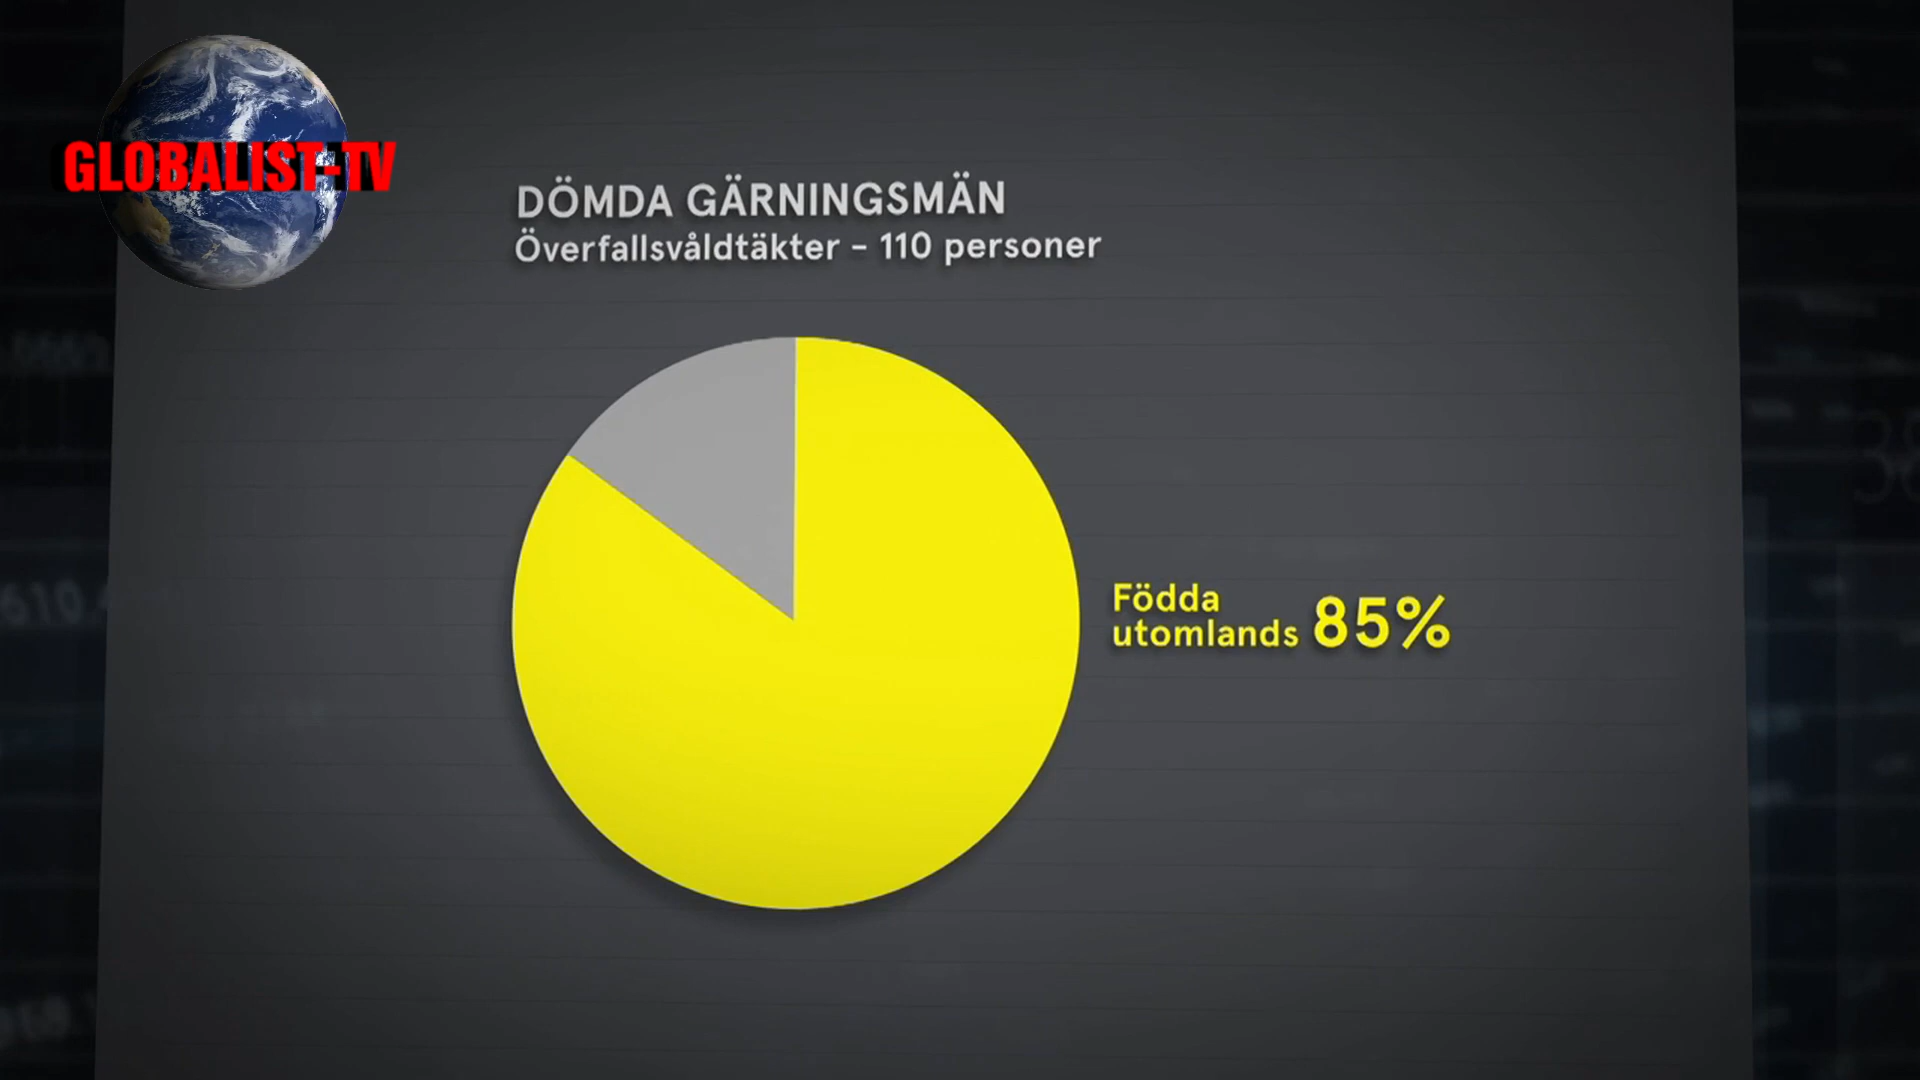 GLOBALIST-TV
DÖMDA GÄRNINGSMÄN
Överfallsvåldtäkter - 110 personer
Födda
utomlands 85%